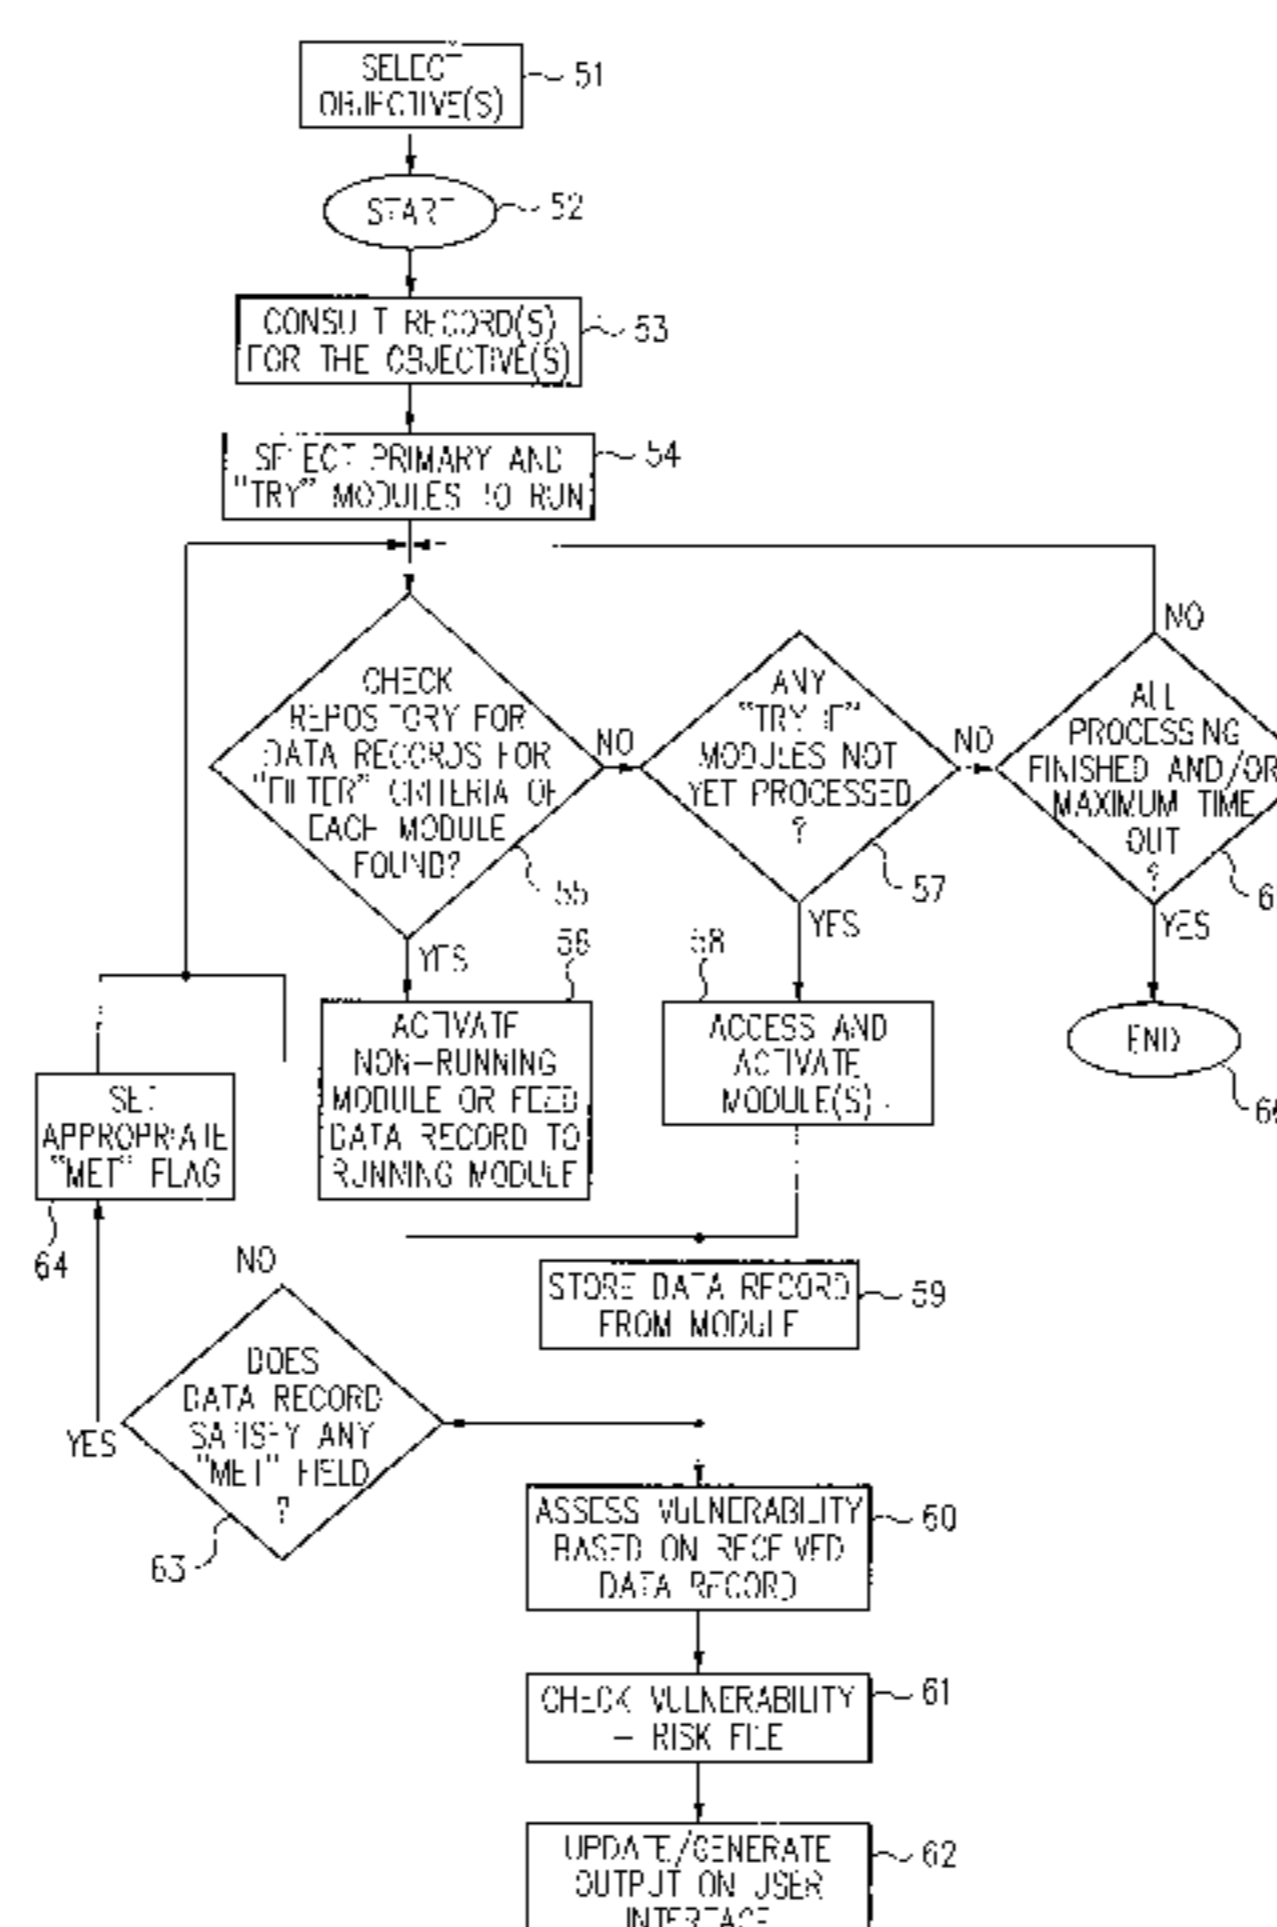 SELECT
OBJECTIVE(S)
51
START
52
CONSULT RECORD(S)
FOR THE OBJECTIVE(S)
53
SELECT PRIMARY AND
"TRY" MODULES TO RUN
54
CHECK
REPOSITORY FOR
DATA RECORDS FOR
"FILTER" CRITERIA OF
EACH MODULE
FOUND?
55
NO
YES
ANY
"TRY IF"
MODULES NOT
YET PROCESSED
?
57
NO
YES
ALL
PROCESSING
FINISHED AND/OR
MAXIMUM TIME
OUT
?
NO
YES
56
ACTIVATE
NON-RUNNING
MODULE OR FEED
DATA RECORD TO
RUNNING MODULE
58
ACCESS AND
ACTIVATE
MODULE(S)
END
SET
APPROPRIATE
"MET" FLAG
64
STORE DATA RECORD
FROM MODULE
59
NO
DOES
DATA RECORD
SATISFY ANY
"MET" FIELD
?
YES
63
ASSESS VULNERABILITY
BASED ON RECEIVED
DATA RECORD
60
CHECK VULNERABILITY
– RISK FILE
61
UPDATE/GENERATE
OUTPUT ON USER
INTERFACE
62